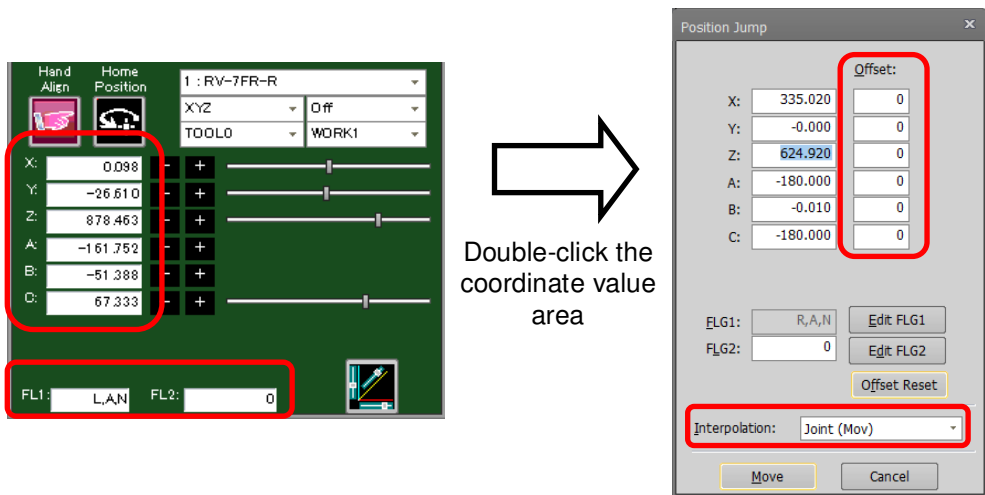 Hand Align
Home Position
1 : RV-7FR-R
XYZ
Off
TOOL0
WORK1
X: 0.098 - +
Y: -26.610 - +
Z: 878.463 - +
A: -161.752 - +
B: -51.388 - +
C: 67.333 - +
FL1: L,A,N FL2: 0
Double-click the
coordinate value
area
Position Jump ×
Offset:
X: 335.020 0
Y: -0.000 0
Z: 624.920 0
A: -180.000 0
B: -0.010 0
C: -180.000 0
FLG1: R,A,N Edit FLG1
FLG2: 0 Edit FLG2
Offset Reset
Interpolation: Joint (Mov)
Move Cancel